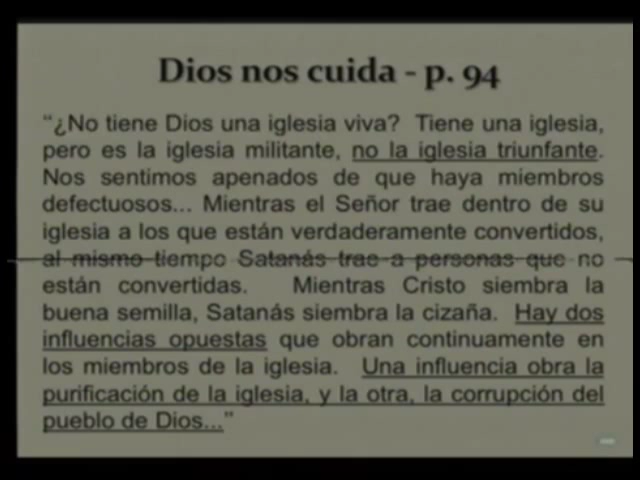 Dios nos cuida - p. 94
“¿No tiene Dios una iglesia viva? Tiene una iglesia,
pero es la iglesia militante, no la iglesia triunfante.
Nos sentimos apenados de que haya miembros
defectuosos... Mientras el Señor trae dentro de su
iglesia a los que están verdaderamente convertidos,
al mismo tiempo Satanás trae a personas que no
están convertidas. Mientras Cristo siembra la
buena semilla, Satanás siembra la cizaña. Hay dos
influencias opuestas que obran continuamente en
los miembros de la iglesia. Una influencia obra la
purificación de la iglesia, y la otra, la corrupción del
pueblo de Dios...”